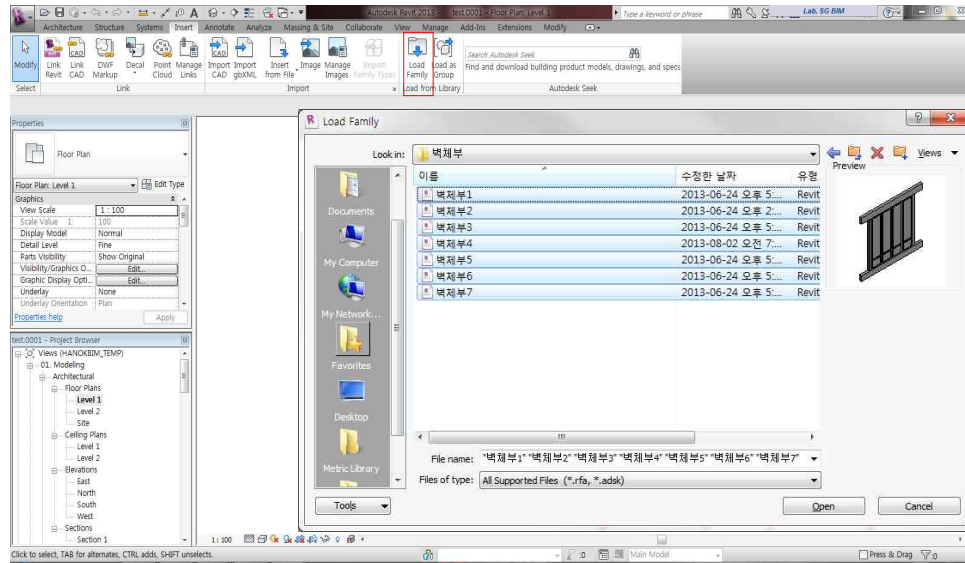 Autodesk Revit 2013 - test.0001 - Floor Plan: Level 1
Type a keyword or phrase
Lab. SG BIM
Architecture Structure Systems Insert Annotate Analyze Massing & Site Collaborate View Manage Add-Ins Extensions Modify
Modify Link Revit Link CAD DWF Markup Decal Point Cloud Manage Links Import CAD Import gbXML Insert from File Image Manage Images Import Family Types Load Family Load as Group
Search Autodesk Seek
Find and download building product models, drawings, and specs
Select Link Import Load from Library Autodesk Seek
Properties
Floor Plan
Floor Plan: Level 1 Edit Type
Graphics
View Scale 1 : 100
Scale Value 1: 100
Display Model Normal
Detail Level Fine
Parts Visibility Show Original
Visibility/Graphics O... Edit...
Graphic Display Opti... Edit...
Underlay None
Underlay Orientation Plan
Properties help Apply
test.0001 - Project Browser
Views (HANOKBIM_TEMP)
01. Modeling
Architectural
Floor Plans
Level 1
Level 2
Site
Ceiling Plans
Level 1
Level 2
Elevations
East
North
South
West
Sections
Section 1
Load Family
Look in: 벽체부 Views
Preview
Documents
My Computer
My Network...
Favorites
Desktop
Metric Library
이름 수정한 날짜 유형
벽체부1 2013-06-24 오후 5:... Revit
벽체부2 2013-06-24 오후 2:... Revit
벽체부3 2013-06-24 오후 5:... Revit
벽체부4 2013-08-02 오전 7:... Revit
벽체부5 2013-06-24 오후 5:... Revit
벽체부6 2013-06-24 오후 5:... Revit
벽체부7 2013-06-24 오후 5:... Revit
File name: "벽체부1" "벽체부2" "벽체부3" "벽체부4" "벽체부5" "벽체부6" "벽체부7"
Files of type: All Supported Files (*.rfa, *.adsk)
Tools Open Cancel
1 : 100
Click to select, TAB for alternates, CTRL adds, SHIFT unselects. :0 Main Model Press & Drag :0